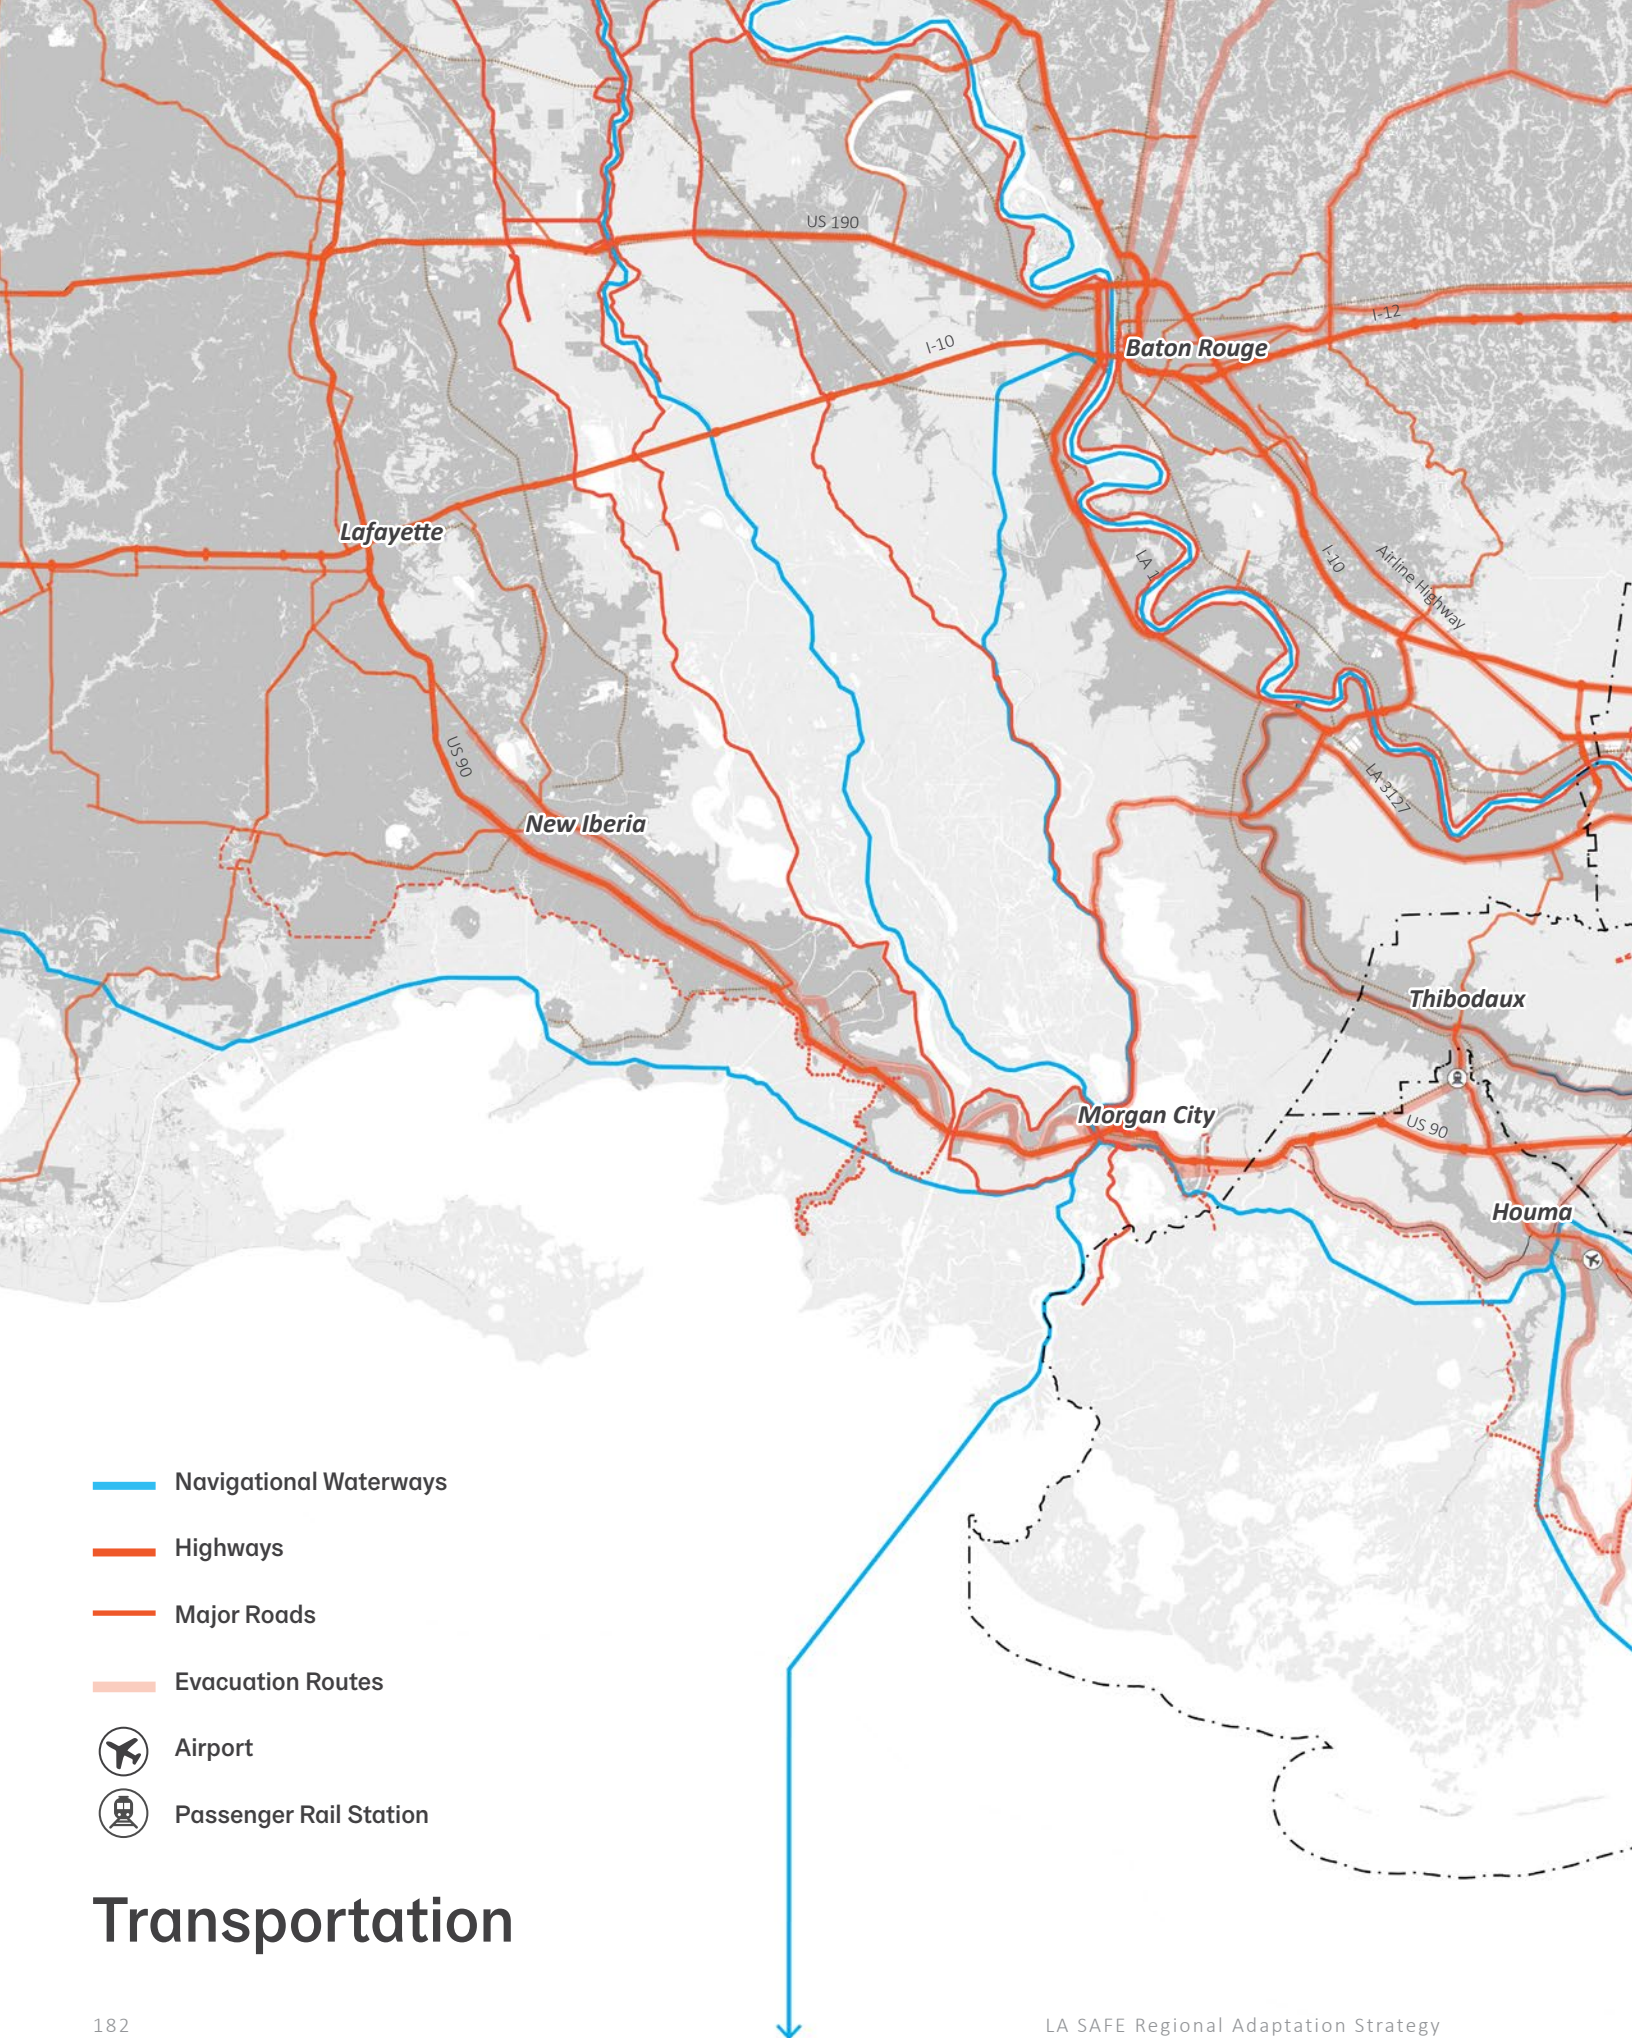 US 190
I-12
Baton Rouge
I-10
Lafayette
LA 1
I-10
Airline Highway
US 90
LA 3127
New Iberia
Thibodaux
Morgan City
US 90
Houma
Navigational Waterways
Highways
Major Roads
Evacuation Routes
Airport
Passenger Rail Station
Transportation
182
LA SAFE Regional Adaptation Strategy